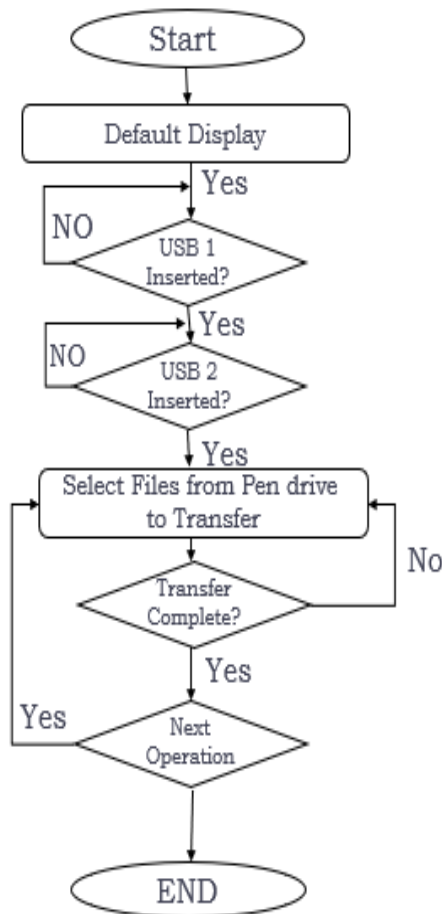 Start
Default Display
Yes
NO
USB 1
Inserted?
Yes
NO
USB 2
Inserted?
Yes
Select Files from Pen drive
to Transfer
No
Transfer
Complete?
Yes
Yes
Next
Operation
END